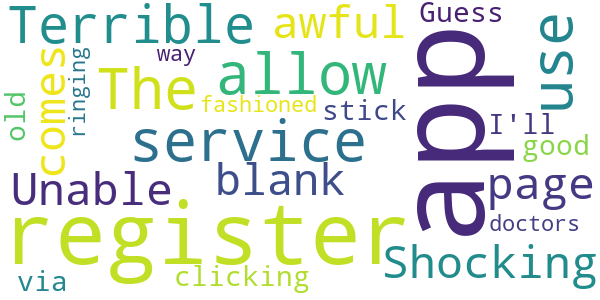 Terrible
awful
Guess
app
use
comes
ringing
way
The
allow
old
fashioned
stick
I'll
service
good
Unable
blank
page
register
doctors
Shocking
via
clicking